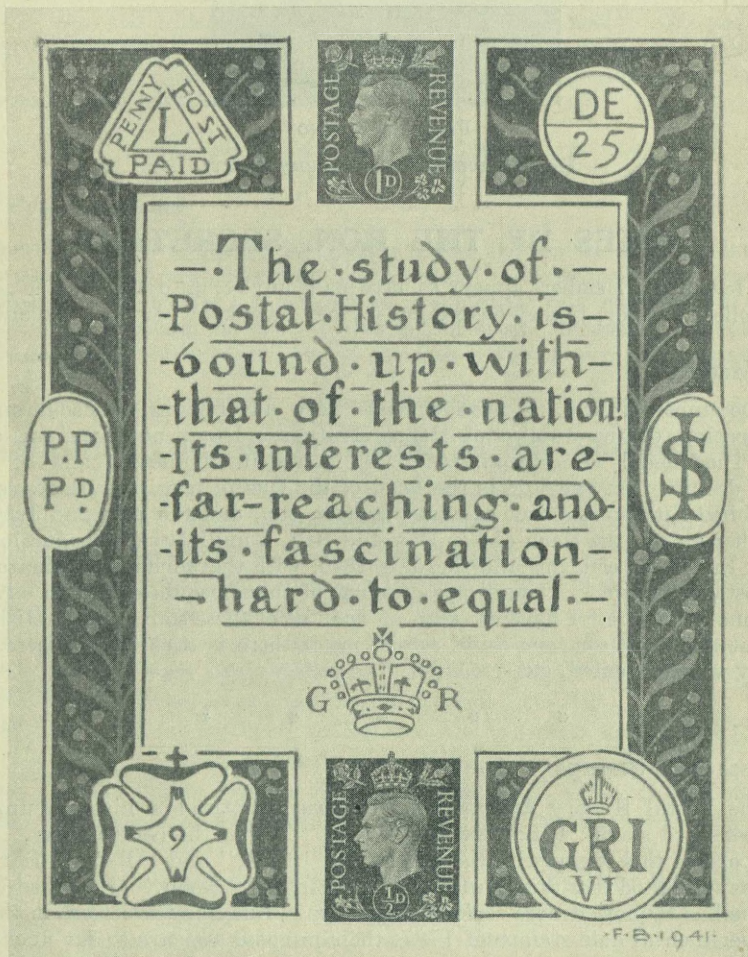 PENNY POST
L
PAID
POSTAGE REVENUE
1D
DE
25
—·The·study·of·—
-Postal·History·is-
-bound·up·with-
-that·of·the·nation.
-Its·interests·are-
-far-reaching·and-
-its·fascination-
—hard·to·equal·—
P.P
PD.
IS
G R
9
POSTAGE REVENUE
½D
GRI
VI
·F·B·1941·